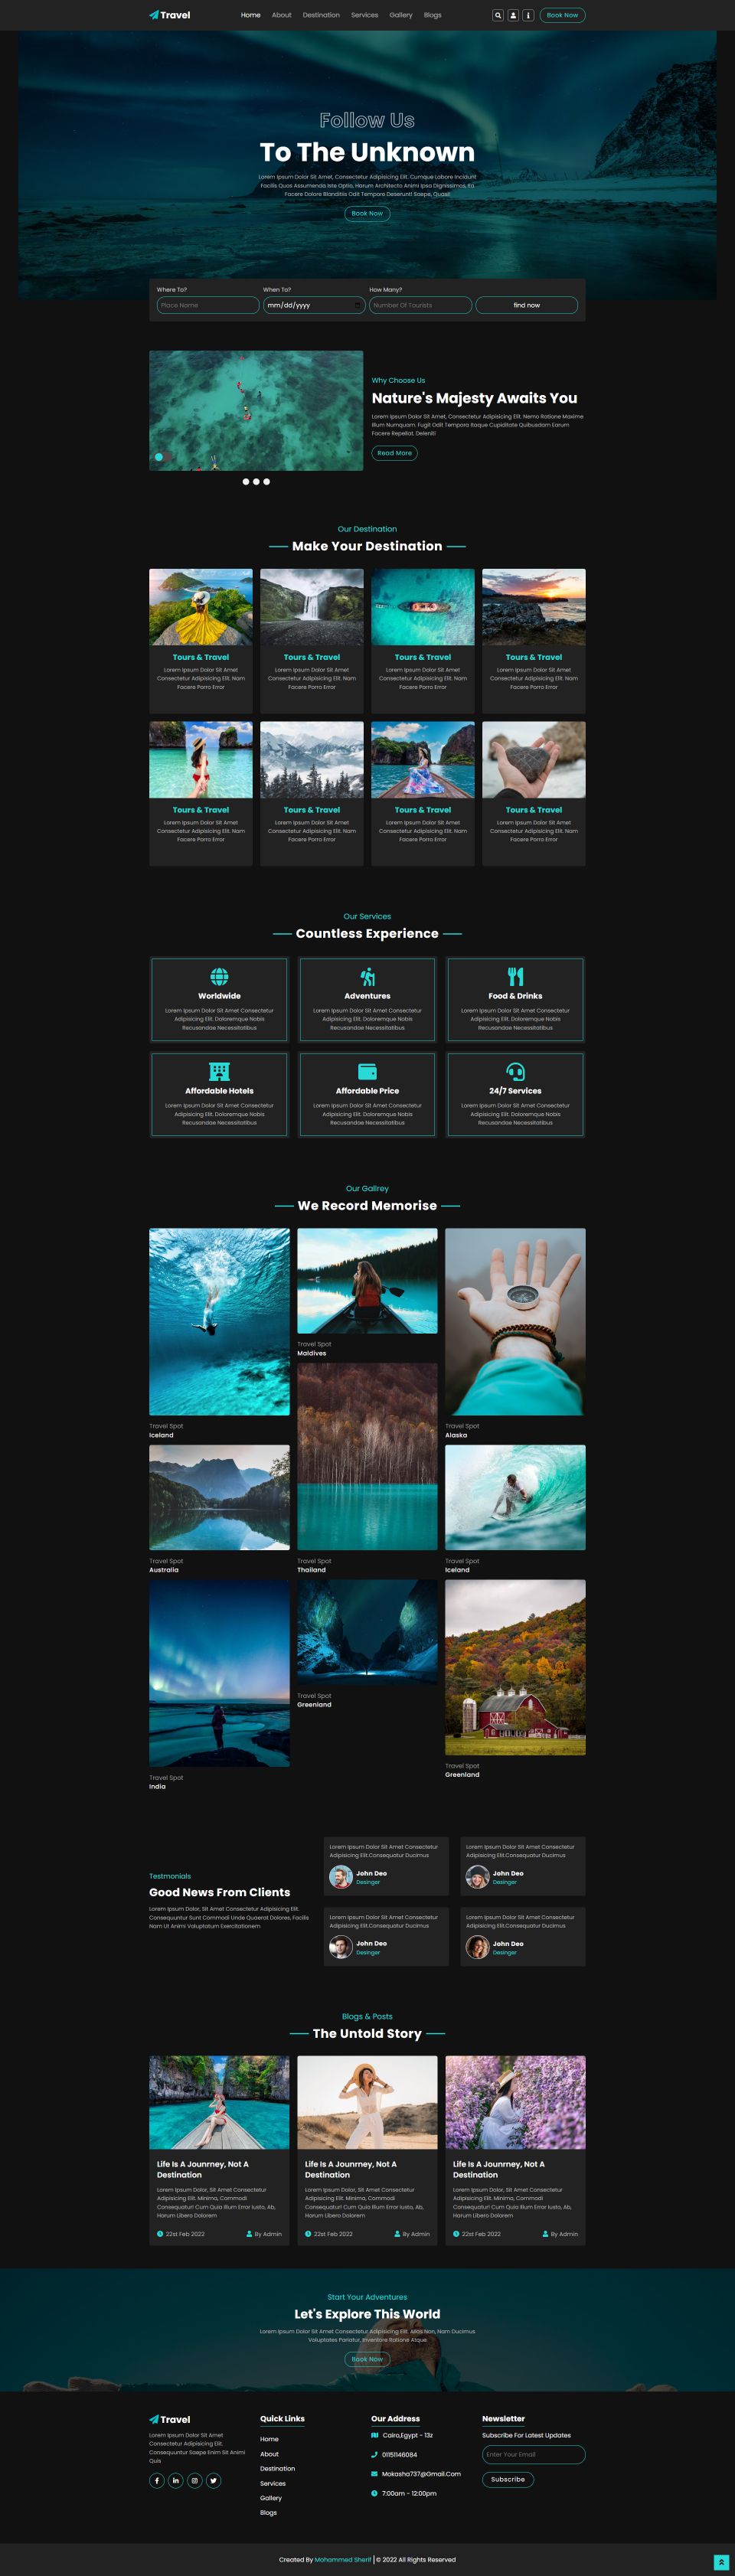 Travel
Home About Destination Services Gallery Blogs
Book Now
Follow Us
To The Unknown
Lorem Ipsum Dolor Sit Amet, Consectetur Adipisicing Elit. Cumque Labore Incidunt
Facilis Quos Assumenda Iste Optio, Harum Architecto Animi Ipsa Dignissimos, Ea
Facere Dolore Blanditiis Odit Tempore Deserunt! Saepe, Quasi!
Book Now
Where To? When To? How Many?
Place Name mm/dd/yyyy Number Of Tourists find now
Why Choose Us
Nature's Majesty Awaits You
Lorem Ipsum Dolor Sit Amet, Consectetur Adipisicing Elit. Nemo Ratione Maxime
Illum Numquam. Fugit Odit Tempora Itaque Cupiditate Quibusdam Earum
Facere Repellat. Deleniti
Read More
Our Destination
Make Your Destination
Tours & Travel
Lorem Ipsum Dolor Sit Amet
Consectetur Adipisicing Elit. Nam
Facere Porro Error
Tours & Travel
Lorem Ipsum Dolor Sit Amet
Consectetur Adipisicing Elit. Nam
Facere Porro Error
Tours & Travel
Lorem Ipsum Dolor Sit Amet
Consectetur Adipisicing Elit. Nam
Facere Porro Error
Tours & Travel
Lorem Ipsum Dolor Sit Amet
Consectetur Adipisicing Elit. Nam
Facere Porro Error
Tours & Travel
Lorem Ipsum Dolor Sit Amet
Consectetur Adipisicing Elit. Nam
Facere Porro Error
Tours & Travel
Lorem Ipsum Dolor Sit Amet
Consectetur Adipisicing Elit. Nam
Facere Porro Error
Tours & Travel
Lorem Ipsum Dolor Sit Amet
Consectetur Adipisicing Elit. Nam
Facere Porro Error
Tours & Travel
Lorem Ipsum Dolor Sit Amet
Consectetur Adipisicing Elit. Nam
Facere Porro Error
Our Services
Countless Experience
Worldwide
Lorem Ipsum Dolor Sit Amet Consectetur
Adipisicing Elit. Doloremque Nobis
Recusandae Necessitatibus
Adventures
Lorem Ipsum Dolor Sit Amet Consectetur
Adipisicing Elit. Doloremque Nobis
Recusandae Necessitatibus
Food & Drinks
Lorem Ipsum Dolor Sit Amet Consectetur
Adipisicing Elit. Doloremque Nobis
Recusandae Necessitatibus
Affordable Hotels
Lorem Ipsum Dolor Sit Amet Consectetur
Adipisicing Elit. Doloremque Nobis
Recusandae Necessitatibus
Affordable Price
Lorem Ipsum Dolor Sit Amet Consectetur
Adipisicing Elit. Doloremque Nobis
Recusandae Necessitatibus
24/7 Services
Lorem Ipsum Dolor Sit Amet Consectetur
Adipisicing Elit. Doloremque Nobis
Recusandae Necessitatibus
Our Gallrey
We Record Memorise
Travel Spot
Iceland
Travel Spot
Maldives
Travel Spot
Alaska
Travel Spot
Australia
Travel Spot
Thailand
Travel Spot
Iceland
Travel Spot
India
Travel Spot
Greenland
Travel Spot
Greenland
Testmonials
Good News From Clients
Lorem Ipsum Dolor, Sit Amet Consectetur Adipisicing Elit.
Consequuntur Sunt Commodi Unde Quaerat Dolores, Facilis
Nam Ut Animi Voluptatum Exercitationem
Lorem Ipsum Dolor Sit Amet Consectetur
Adipisicing Elit.Consequatur Ducimus
John Deo
Desinger
Lorem Ipsum Dolor Sit Amet Consectetur
Adipisicing Elit.Consequatur Ducimus
John Deo
Desinger
Lorem Ipsum Dolor Sit Amet Consectetur
Adipisicing Elit.Consequatur Ducimus
John Deo
Desinger
Lorem Ipsum Dolor Sit Amet Consectetur
Adipisicing Elit.Consequatur Ducimus
John Deo
Desinger
Blogs & Posts
The Untold Story
Life Is A Jounrney, Not A
Destination
Lorem Ipsum Dolor, Sit Amet Consectetur
Adipisicing Elit. Minima, Commodi
Consequatur! Cum Quia Illum Error Iusto, Ab,
Harum Libero Dolorem
22st Feb 2022 By Admin
Life Is A Jounrney, Not A
Destination
Lorem Ipsum Dolor, Sit Amet Consectetur
Adipisicing Elit. Minima, Commodi
Consequatur! Cum Quia Illum Error Iusto, Ab,
Harum Libero Dolorem
22st Feb 2022 By Admin
Life Is A Jounrney, Not A
Destination
Lorem Ipsum Dolor, Sit Amet Consectetur
Adipisicing Elit. Minima, Commodi
Consequatur! Cum Quia Illum Error Iusto, Ab,
Harum Libero Dolorem
22st Feb 2022 By Admin
Start Your Adventures
Let's Explore This World
Lorem Ipsum Dolor Sit Amet Consectetur Adipisicing Elit. Alias Non, Nam Ducimus
Voluptates Pariatur, Inventore Ratione Atque.
Book Now
Travel
Lorem Ipsum Dolor Sit Amet
Consectetur Adipisicing Elit.
Consequuntur Saepe Enim Sit Animi
Quis
Quick Links
Home
About
Destination
Services
Gallery
Blogs
Our Address
Cairo,Egypt - 13z
01151146084
Mokasha737@Gmail.Com
7:00am - 12:00pm
Newsletter
Subscribe For Latest Updates
Enter Your Email
Subscribe
Created By Mohammed Sherif | © 2022 All Rights Reserved